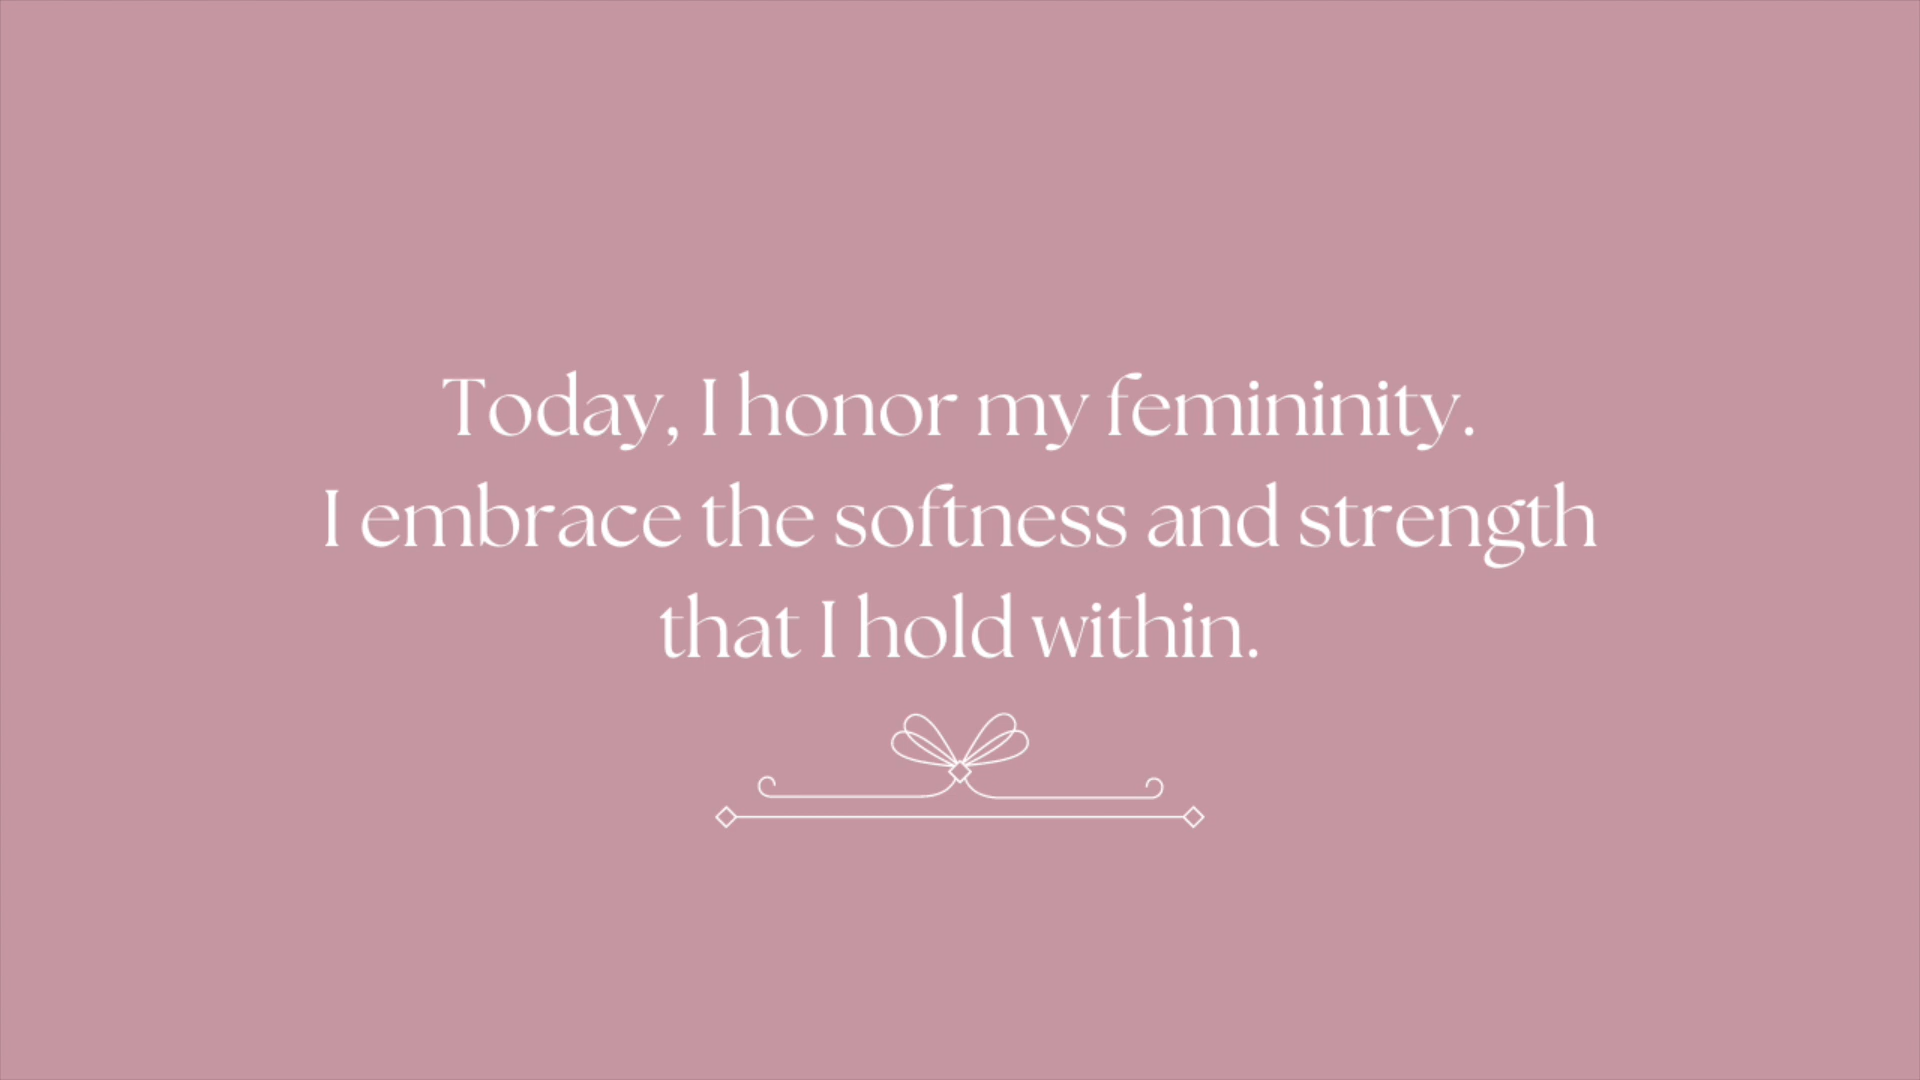 Today, I honor my femininity.
I embrace the softness and strength
that I hold within.